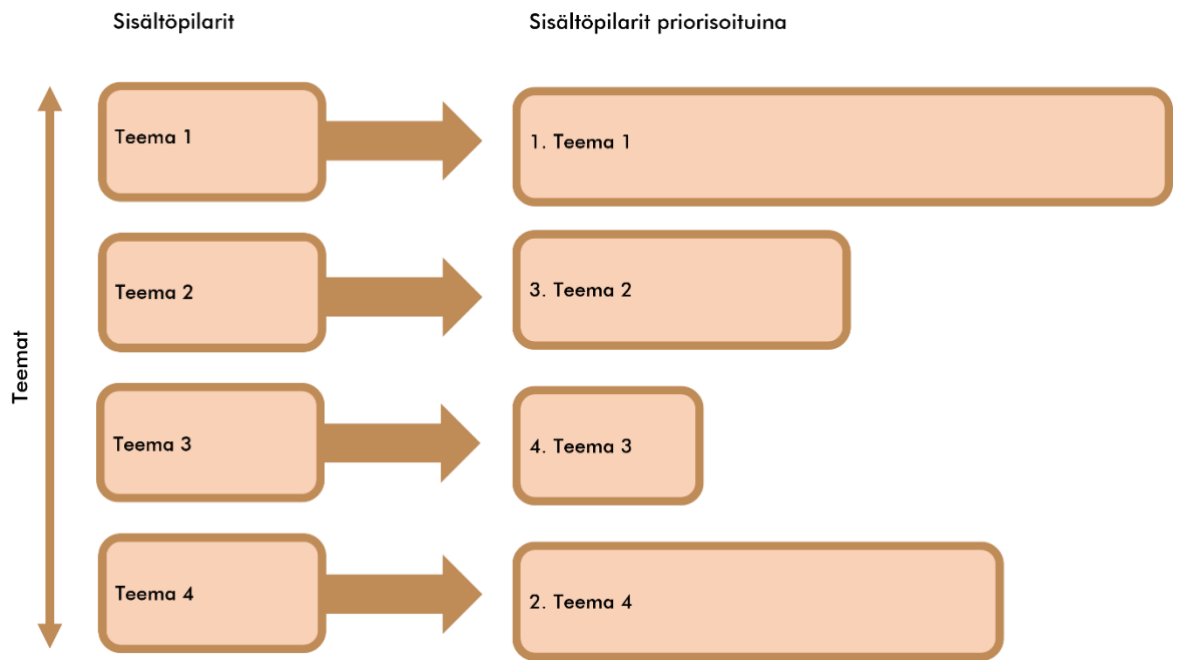 Sisältöpilarit
Sisältöpilarit priorisoituina
Teemat
Teema 1
1. Teema 1
Teema 2
3. Teema 2
Teema 3
4. Teema 3
Teema 4
2. Teema 4